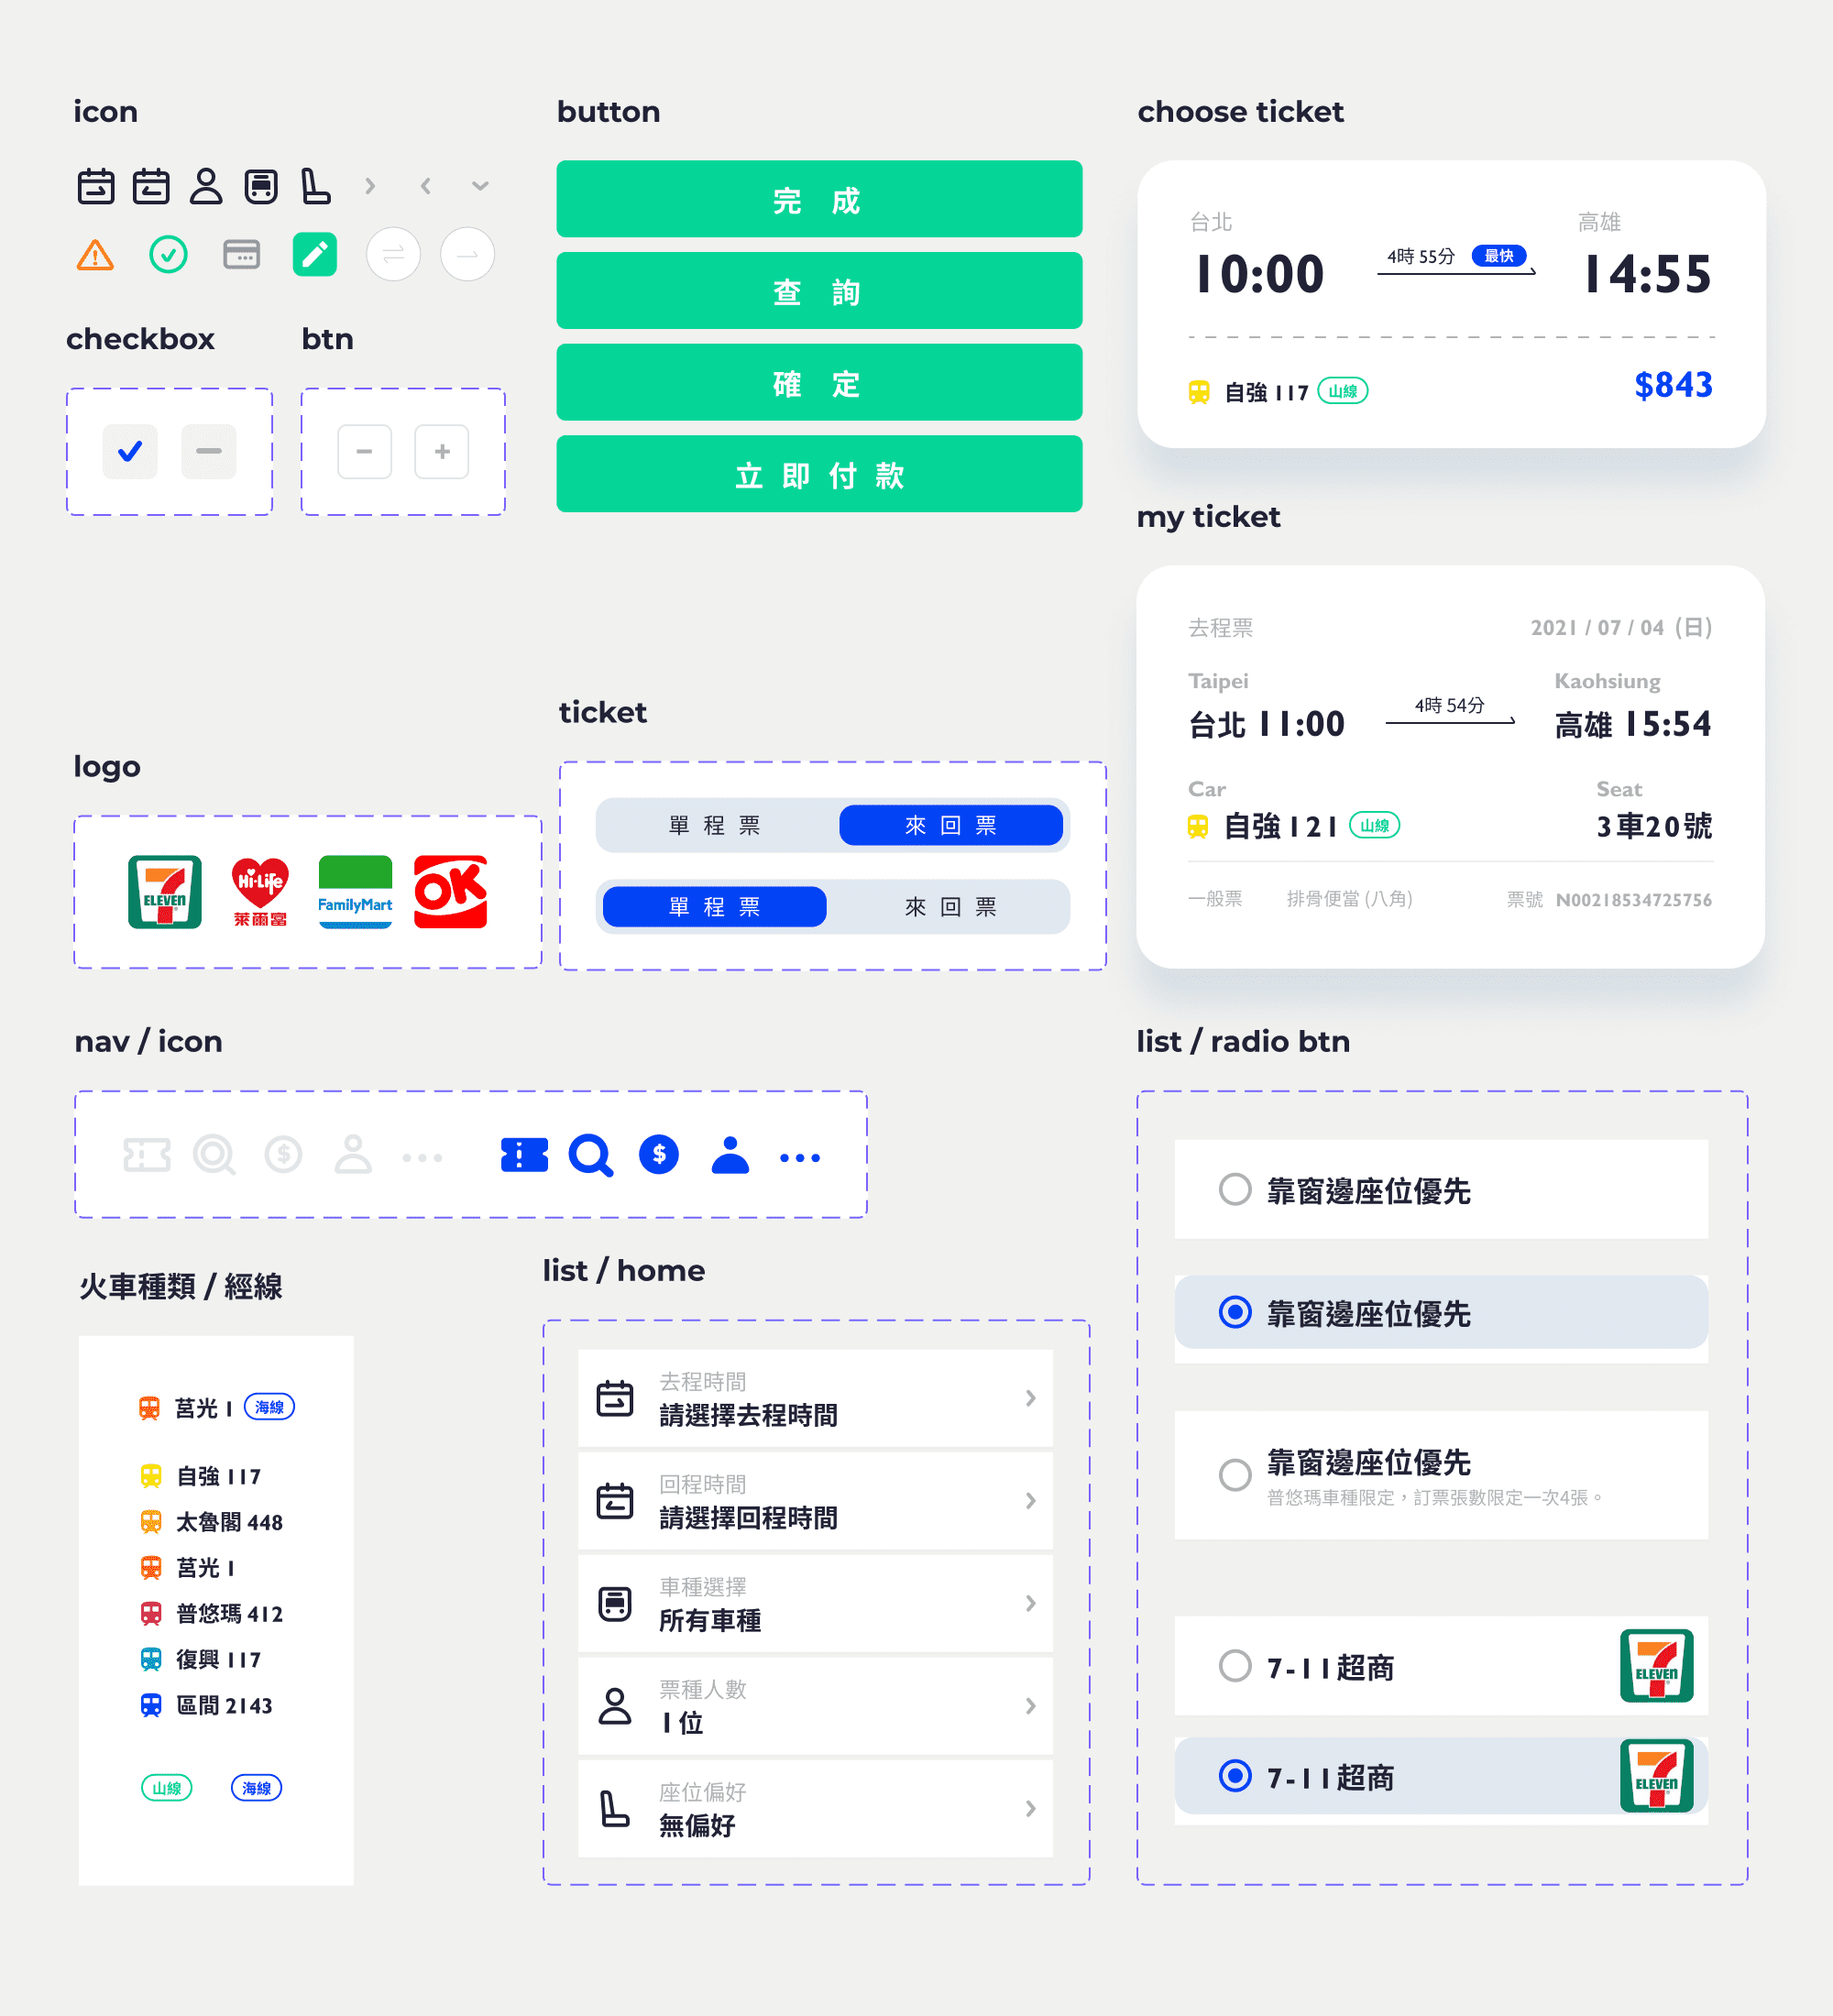 icon
button
完 成
查 詢
確 定
立 即 付 款
choose ticket
台北
高雄
10:00
4時 55分
最快
14:55
自強 117
山線
$843
checkbox
btn
my ticket
去程票
2021 / 07 / 04 (日)
Taipei
Kaohsiung
台北 11:00
4時 54分
高雄 15:54
Car
Seat
自強 121
山線
3車20號
一般票
排骨便當 (八角)
票號 N00218534725756
logo
7
ELEVEN
Hi-Life
萊爾富
FamilyMart
OK
ticket
單 程 票
來 回 票
單 程 票
來 回 票
nav / icon
$
$
火車種類 / 經線
莒光 1
海線
自強 117
太魯閣 448
莒光 1
普悠瑪 412
復興 117
區間 2143
山線
海線
list / home
去程時間
請選擇去程時間
回程時間
請選擇回程時間
車種選擇
所有車種
票種人數
1 位
座位偏好
無偏好
list / radio btn
靠窗邊座位優先
靠窗邊座位優先
靠窗邊座位優先
普悠瑪車種限定，訂票張數限定一次4張。
7-11超商
7
ELEVEN
7-11超商
7
ELEVEN